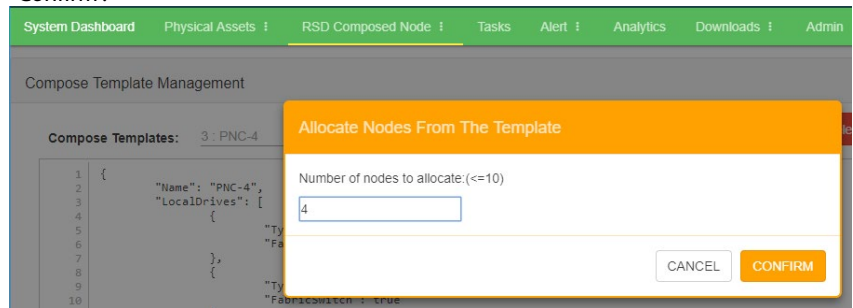 System Dashboard Physical Assets RSD Composed Node Tasks Alert Analytics Downloads Admin
Compose Template Management
Compose Templates: 3 : PNC-4
Allocate Nodes From The Template
Number of nodes to allocate:(<=10)
4
CANCEL CONFIRM
1 {
2 "Name": "PNC-4",
3 "LocalDrives": [
4 {
5 "Ty
6 "Fa
7 },
8 {
9 "Ty
10 "FabricSwitch": true